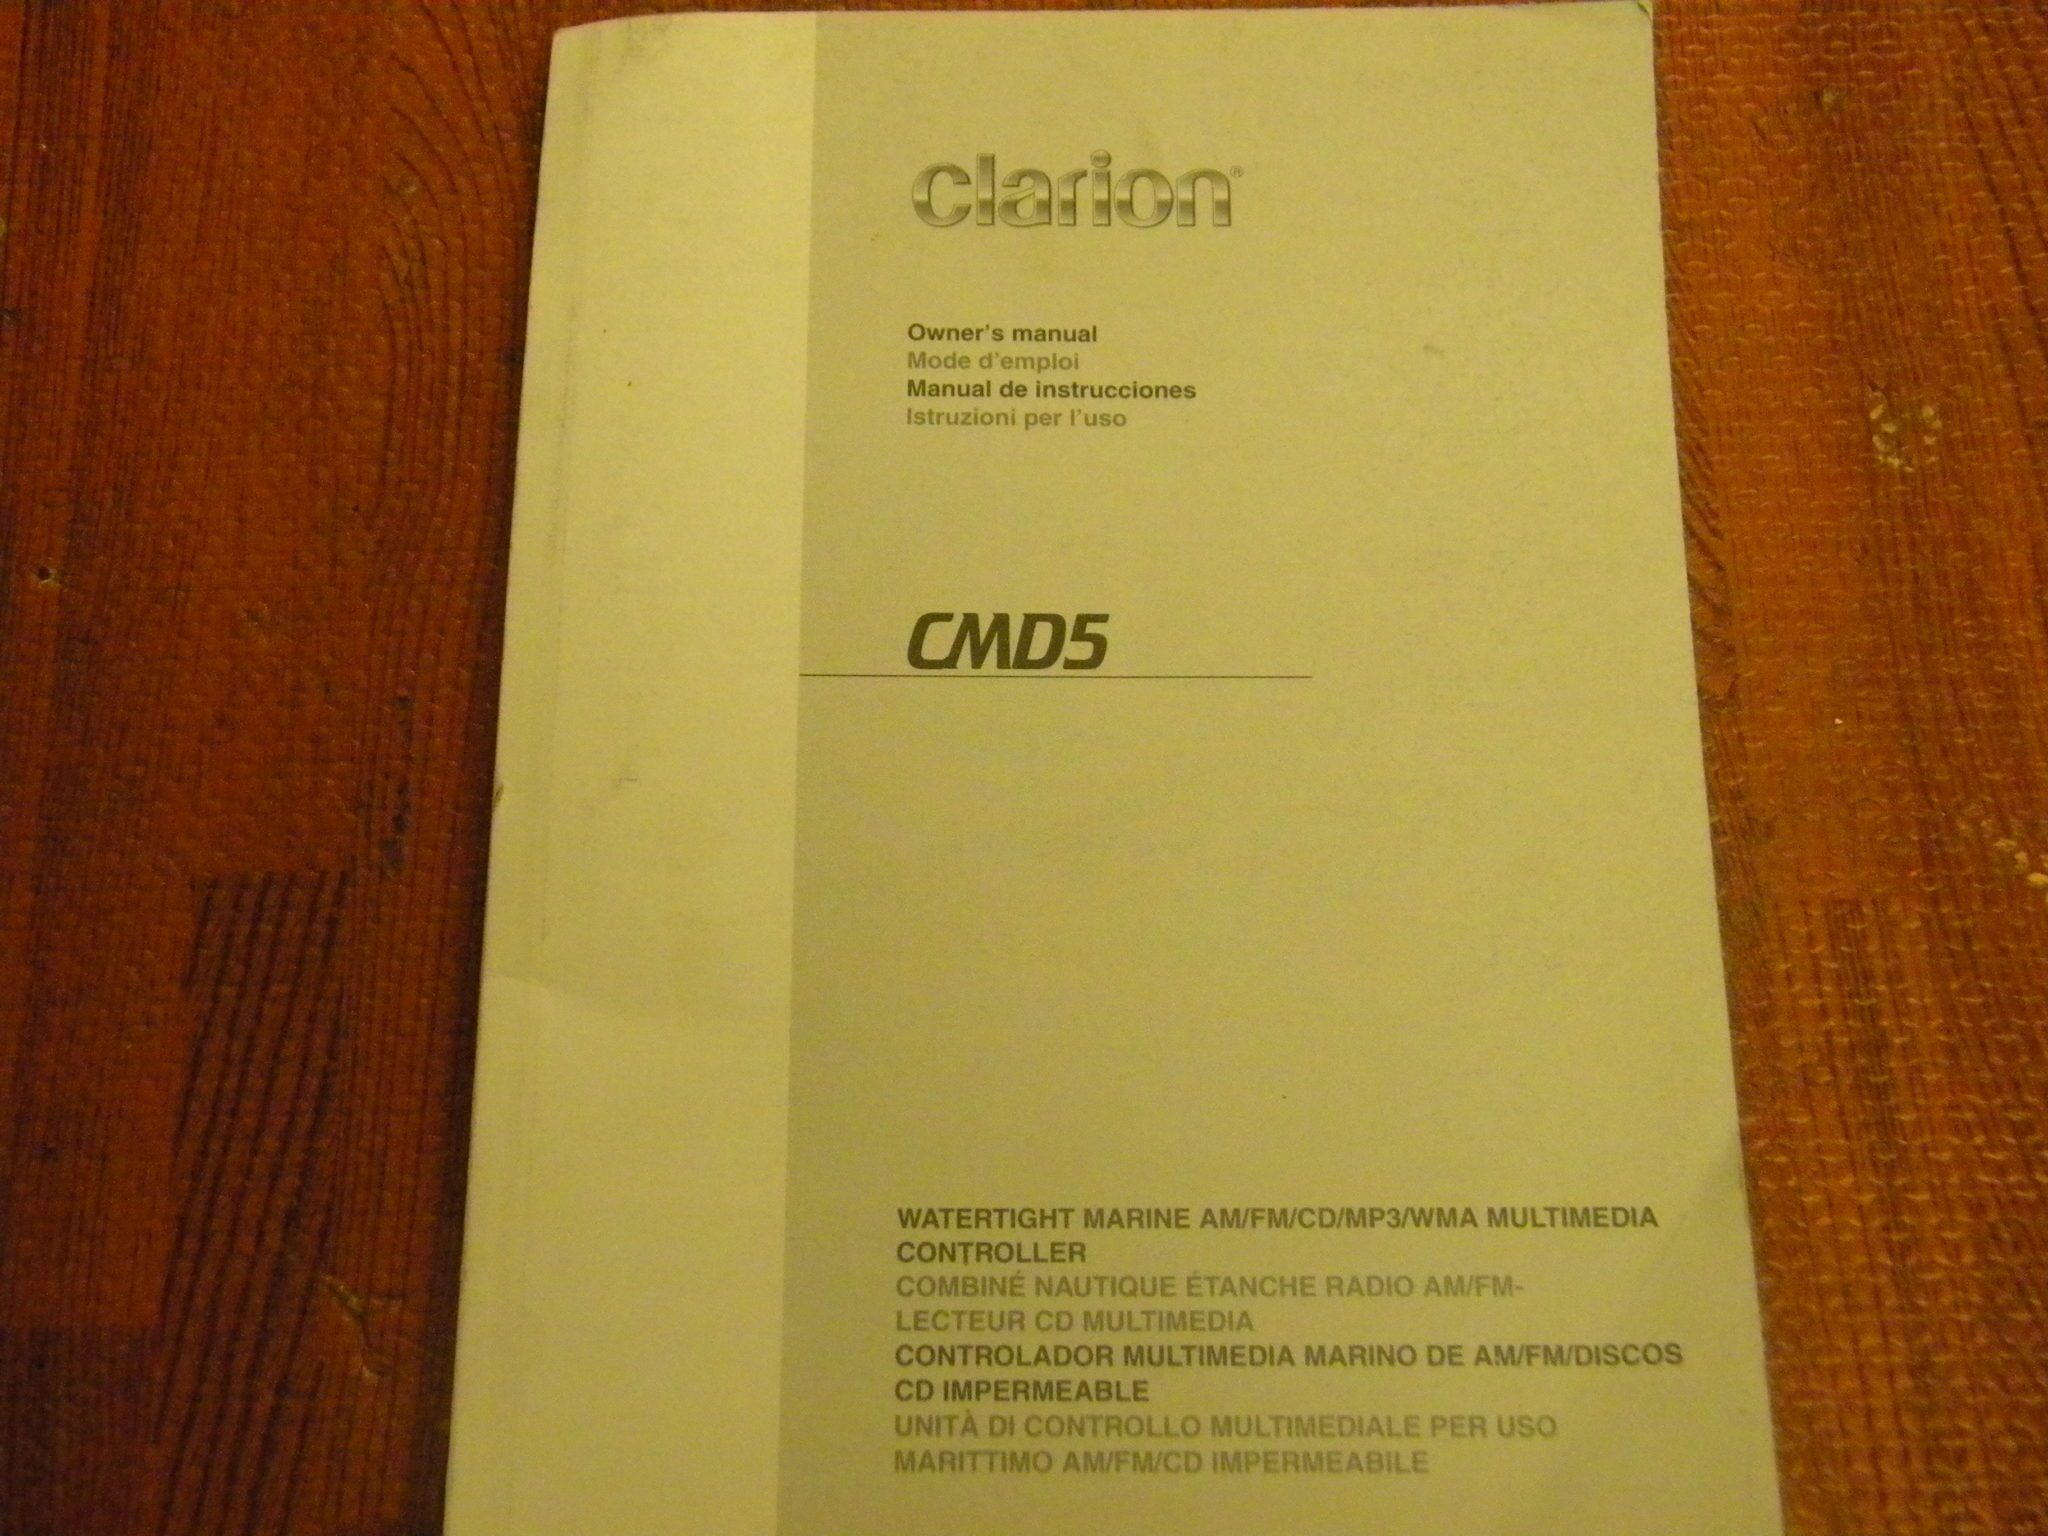 clarion®
Owner's manual
Mode d'emploi
Manual de instrucciones
Istruzioni per l'uso
CMD5
WATERTIGHT MARINE AM/FM/CD/MP3/WMA MULTIMEDIA
CONTROLLER
COMBINÉ NAUTIQUE ÉTANCHE RADIO AM/FM-
LECTEUR CD MULTIMEDIA
CONTROLADOR MULTIMEDIA MARINO DE AM/FM/DISCOS
CD IMPERMEABLE
UNITÀ DI CONTROLLO MULTIMEDIALE PER USO
MARITTIMO AM/FM/CD IMPERMEABILE